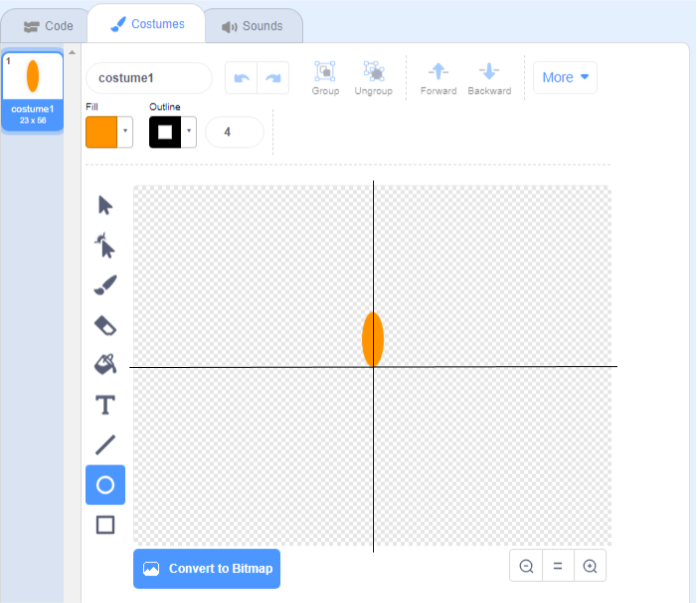 Code Costumes Sounds
1
costume1
23 x 56
costume1
Group Ungroup Forward Backward More
Fill Outline
4
T
Convert to Bitmap